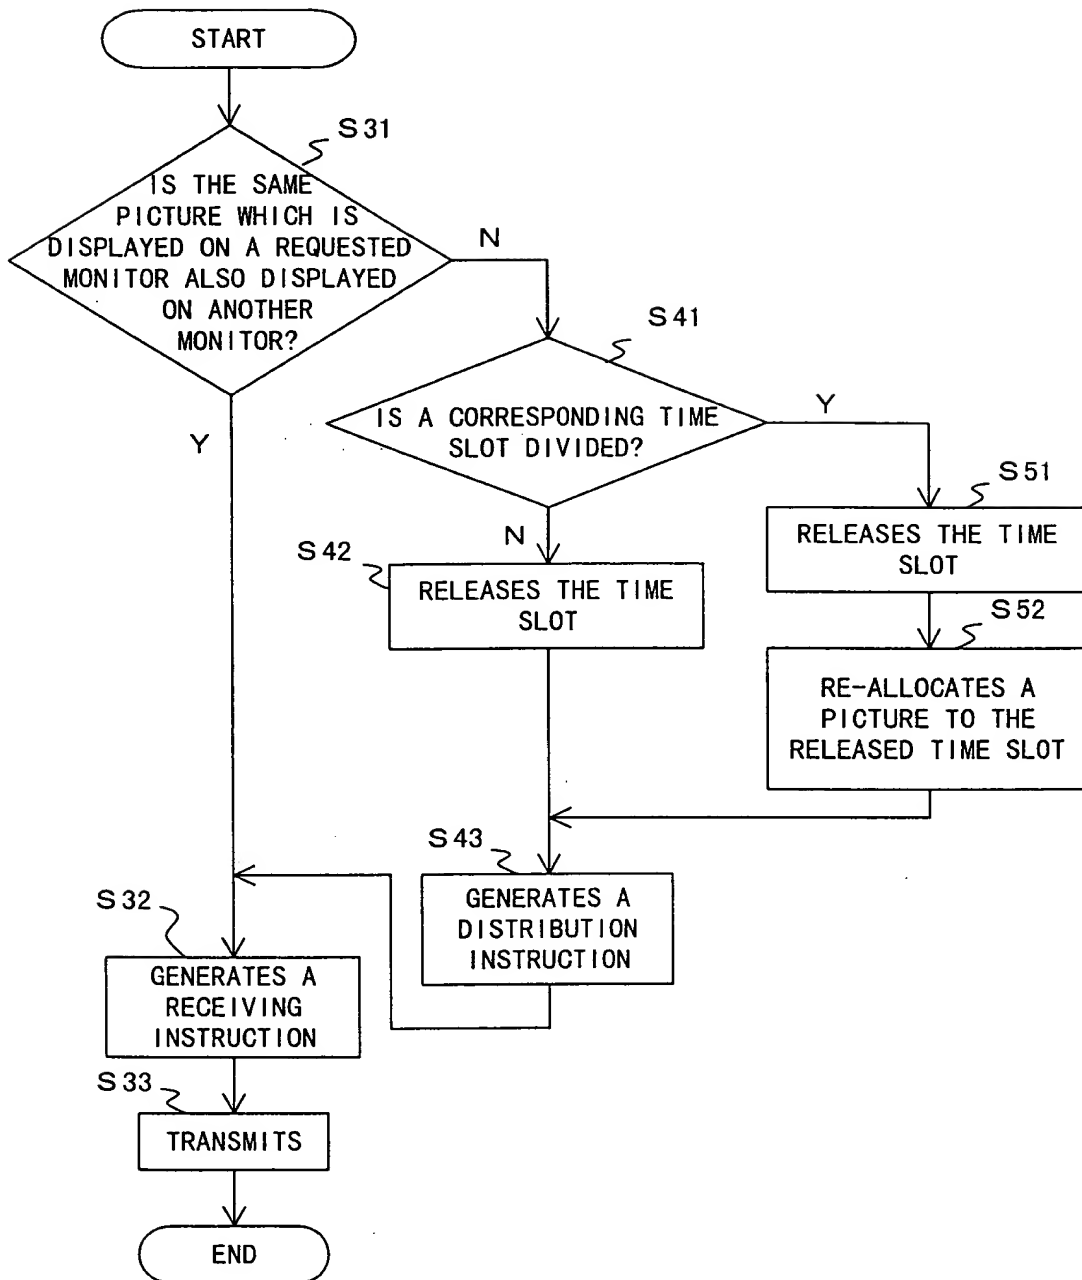 START
S31
IS THE SAME
PICTURE WHICH IS
DISPLAYED ON A REQUESTED
MONITOR ALSO DISPLAYED
ON ANOTHER
MONITOR?
N
Y
S41
IS A CORRESPONDING TIME
SLOT DIVIDED?
Y
N
S51
RELEASES THE TIME
SLOT
S42
RELEASES THE TIME
SLOT
S52
RE-ALLOCATES A
PICTURE TO THE
RELEASED TIME SLOT
S43
GENERATES A
DISTRIBUTION
INSTRUCTION
S32
GENERATES A
RECEIVING
INSTRUCTION
S33
TRANSMITS
END